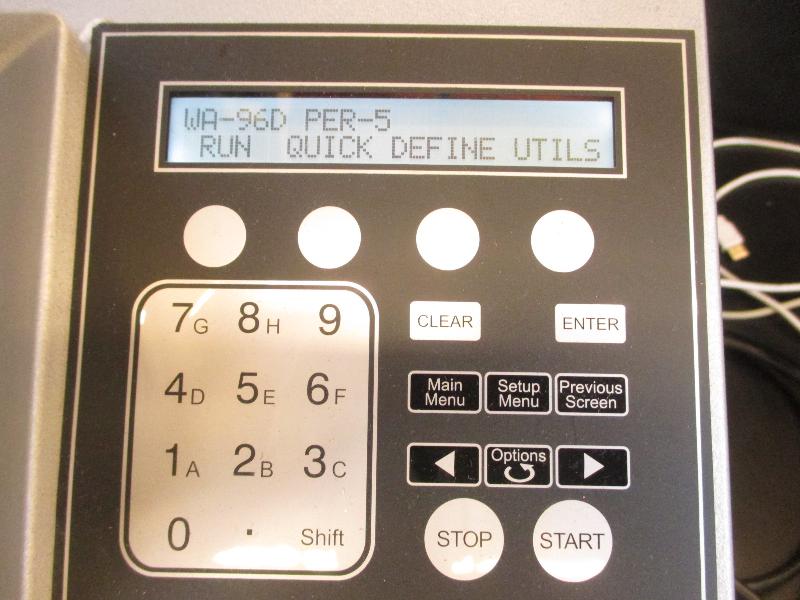 WA-96D PER-5
RUN QUICK DEFINE UTILS
7G 8H 9
CLEAR
ENTER
4D 5E 6F
Main Menu
Setup Menu
Previous Screen
1A 2B 3C
Options
0 . Shift
STOP
START